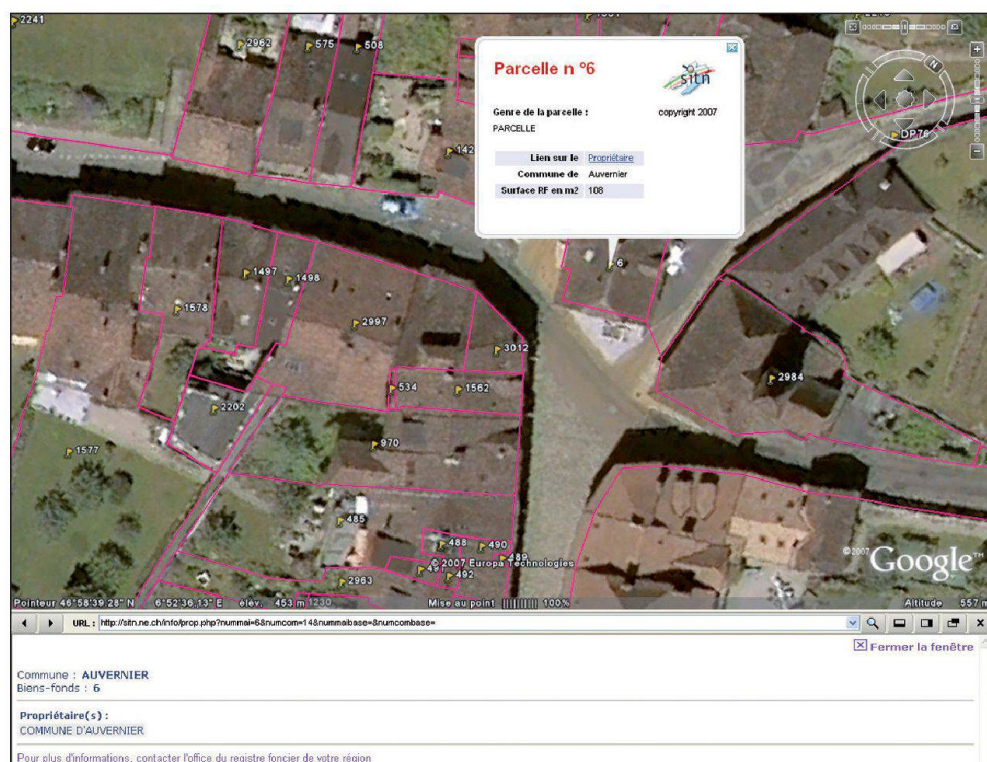 2241
2962
575
508
Parcelle n °6
sitn
Genre de la parcelle :
copyright 2007
PARCELLE
Lien sur le Propriétaire
Commune de Auvernier
Surface RF en m2 108
N
DP76
142
6
1497
1498
1578
2997
3012
534
1562
2984
2202
970
1577
485
488
490
489
491
492
© 2007 Europa Technologies
2963
©2007 Google™
Pointeur 46°58'39.28" N 6°52'36.13" E élév. 453 m
1230
Mise au point 100%
Altitude 557 m
URL : http://sitn.ne.ch/info/prop.php?nummai=6&numcom=14&nummaibase=&numcombase=
Fermer la fenêtre
Commune : AUVERNIER
Biens-fonds : 6
Propriétaire(s) :
COMMUNE D'AUVERNIER
Pour plus d'informations, contacter l'office du registre foncier de votre région